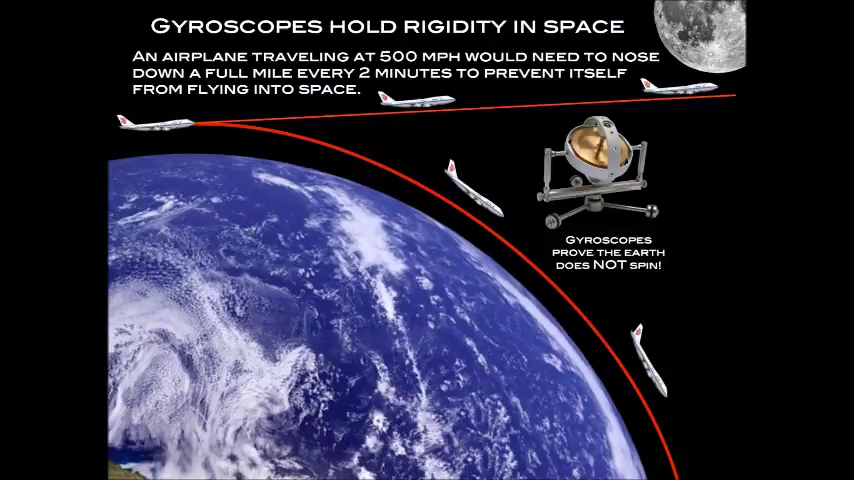 Gyroscopes hold rigidity in space
An airplane traveling at 500 mph would need to nose
down a full mile every 2 minutes to prevent itself
from flying into space.
Gyroscopes
prove the earth
does NOT spin!